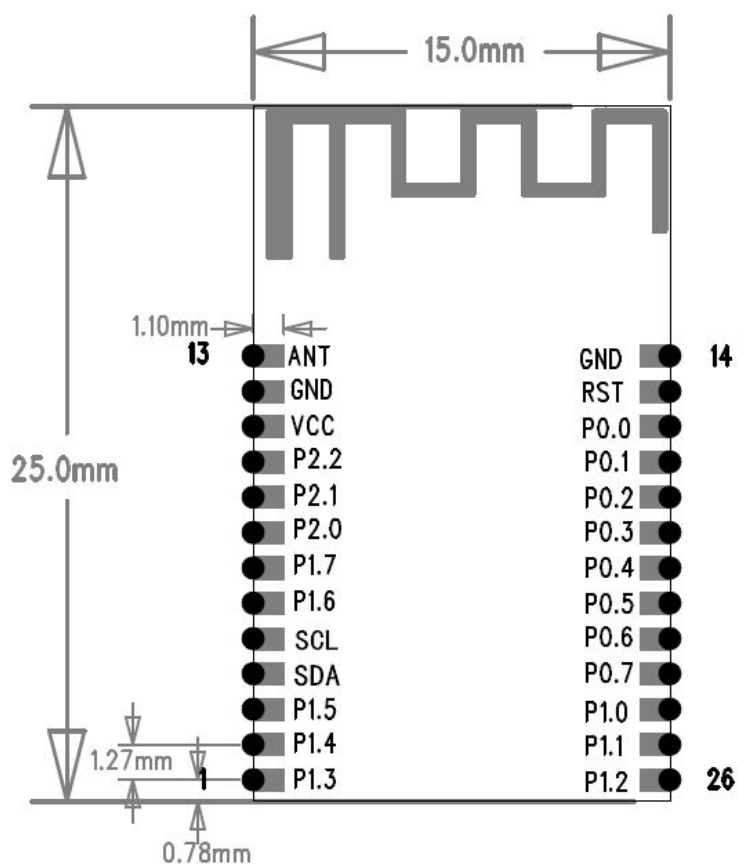 15.0mm
1.10mm
13 ANT GND 14
GND RST
VCC P0.0
P2.2 P0.1
25.0mm
P2.1 P0.2
P2.0 P0.3
P1.7 P0.4
P1.6 P0.5
SCL P0.6
SDA P0.7
P1.5 P1.0
P1.4 P1.1
1.27mm
1 P1.3 P1.2 26
0.78mm